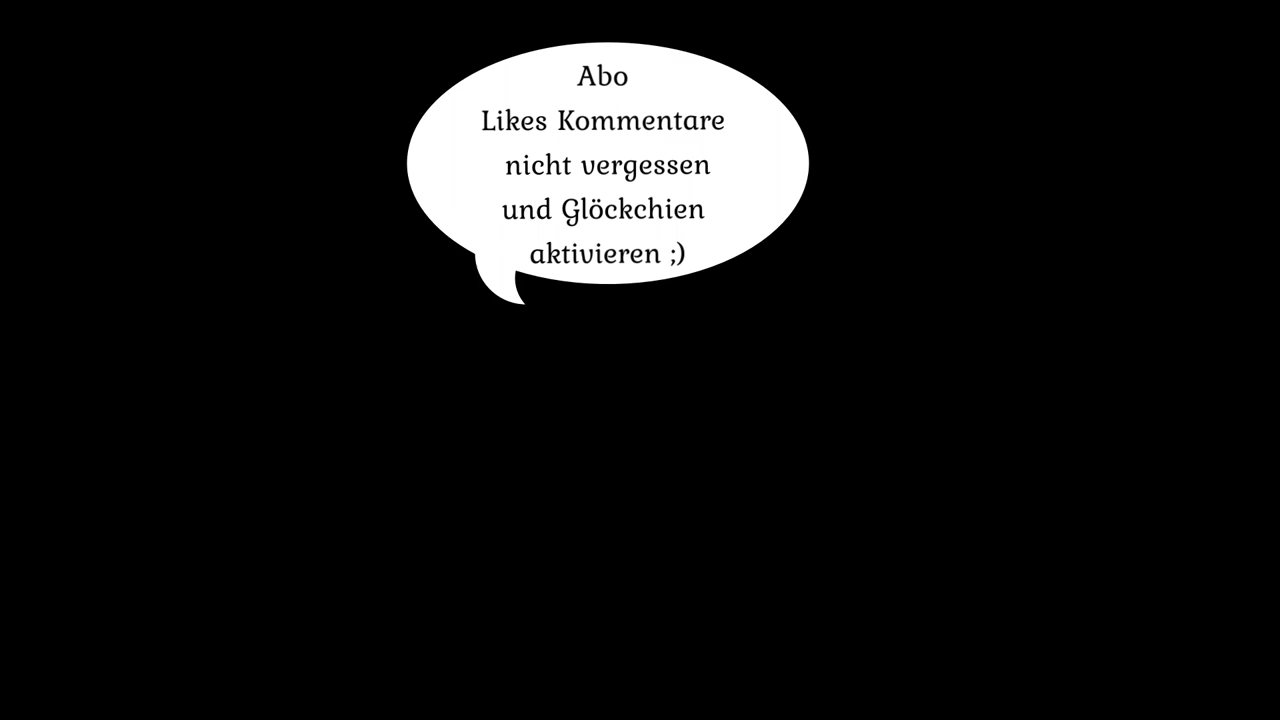 Abo
Likes Kommentare
nicht vergessen
und Glöckchien
aktivieren ;)